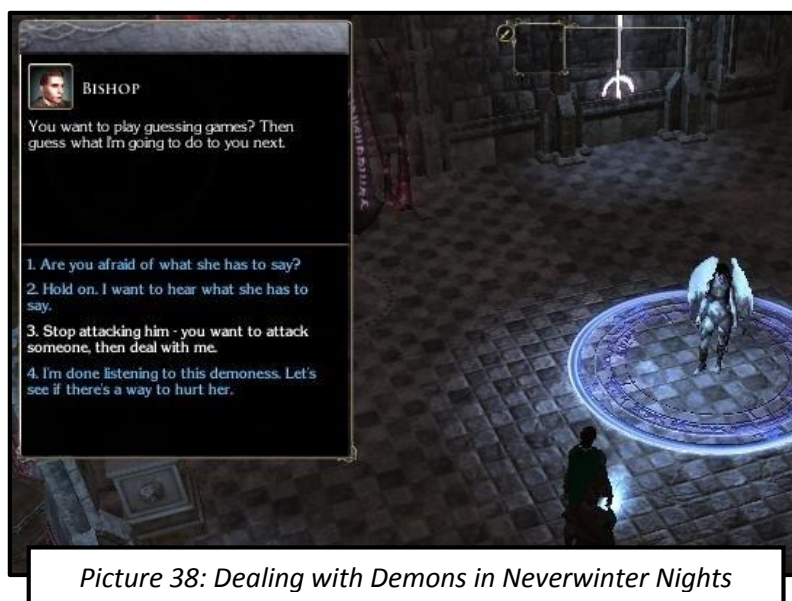 BISHOP
You want to play guessing games? Then
guess what I'm going to do to you next.
1. Are you afraid of what she has to say?
2. Hold on. I want to hear what she has to
say.
3. Stop attacking him - you want to attack
someone, then deal with me.
4. I'm done listening to this demoness. Let's
see if there's a way to hurt her.
Picture 38: Dealing with Demons in Neverwinter Nights